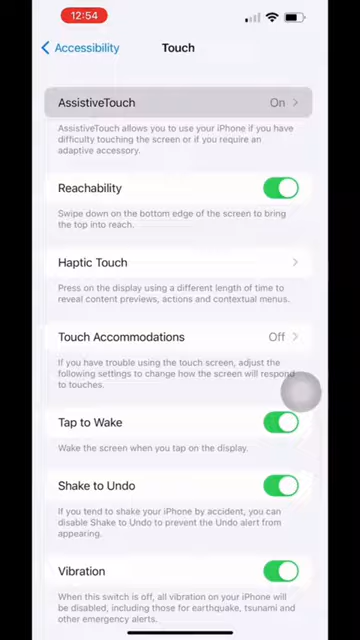 12:54
Accessibility
Touch
AssistiveTouch
On
AssistiveTouch allows you to use your iPhone if you have
difficulty touching the screen or if you require an
adaptive accessory.
Reachability
Swipe down on the bottom edge of the screen to bring
the top into reach.
Haptic Touch
Press on the display using a different length of time to
reveal content previews, actions and contextual menus.
Touch Accommodations
Off
If you have trouble using the touch screen, adjust the
following settings to change how the screen will respond
to touches.
Tap to Wake
Wake the screen when you tap on the display.
Shake to Undo
If you tend to shake your iPhone by accident, you can
disable Shake to Undo to prevent the Undo alert from
appearing.
Vibration
When this switch is off, all vibration on your iPhone will
be disabled, including those for earthquake, tsunami and
other emergency alerts.